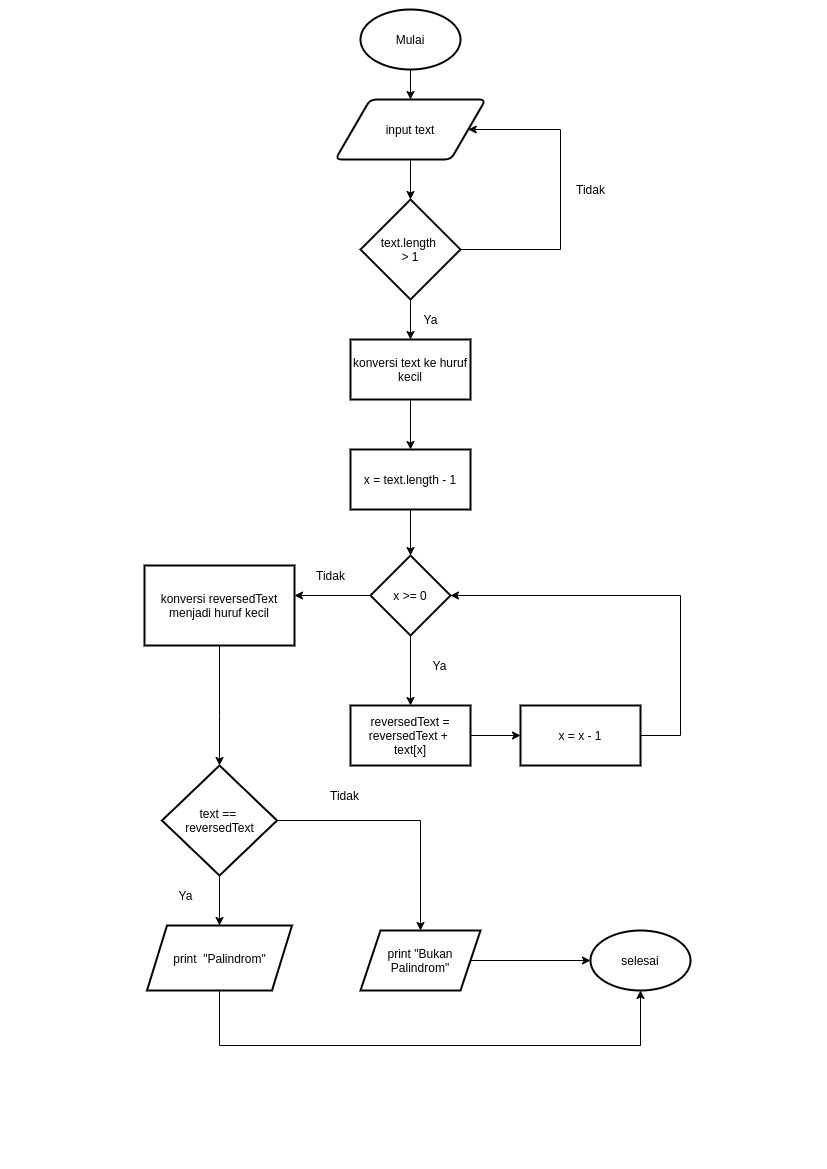 Mulai
input text
Tidak
text.length
> 1
Ya
konversi text ke huruf
kecil
x = text.length - 1
x >= 0
Tidak
konversi reversedText
menjadi huruf kecil
Ya
reversedText =
reversedText +
text[x]
x = x - 1
text ==
reversedText
Tidak
Ya
print "Palindrom"
print "Bukan
Palindrom"
selesai